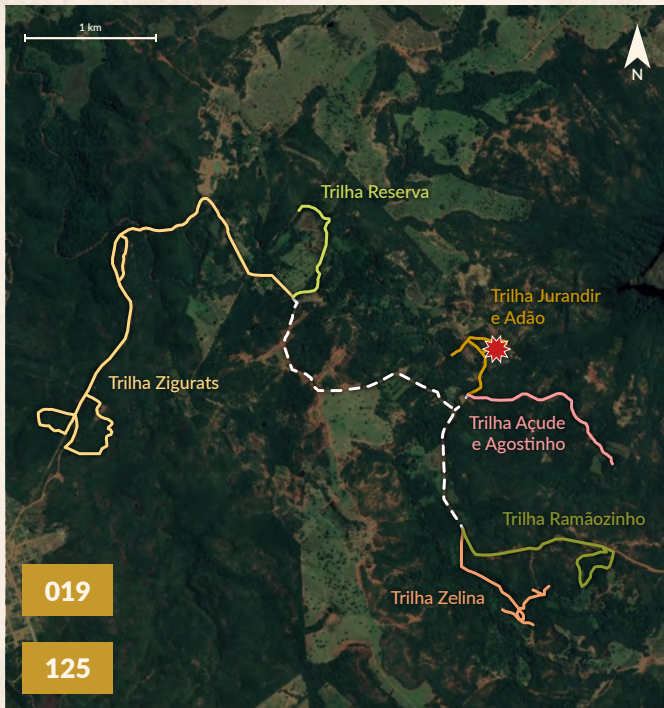 1 km
N
Trilha Reserva
Trilha Jurandir
e Adão
Trilha Zigurats
Trilha Açude
e Agostinho
Trilha Ramãozinho
Trilha Zelina
019
125